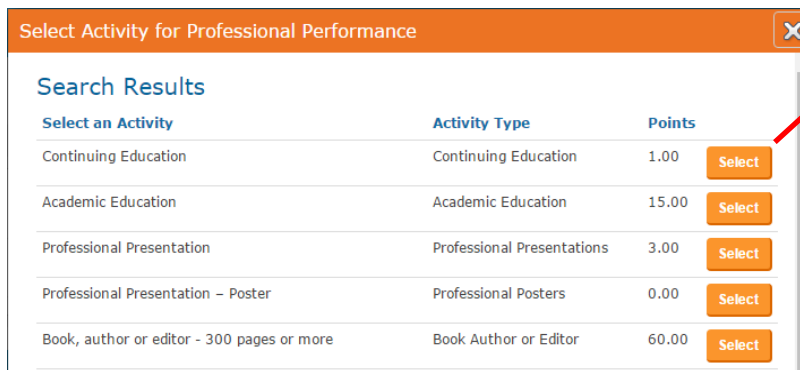 Select Activity for Professional Performance
Search Results
Select an Activity Activity Type Points
Continuing Education Continuing Education 1.00 Select
Academic Education Academic Education 15.00 Select
Professional Presentation Professional Presentations 3.00 Select
Professional Presentation – Poster Professional Posters 0.00 Select
Book, author or editor - 300 pages or more Book Author or Editor 60.00 Select